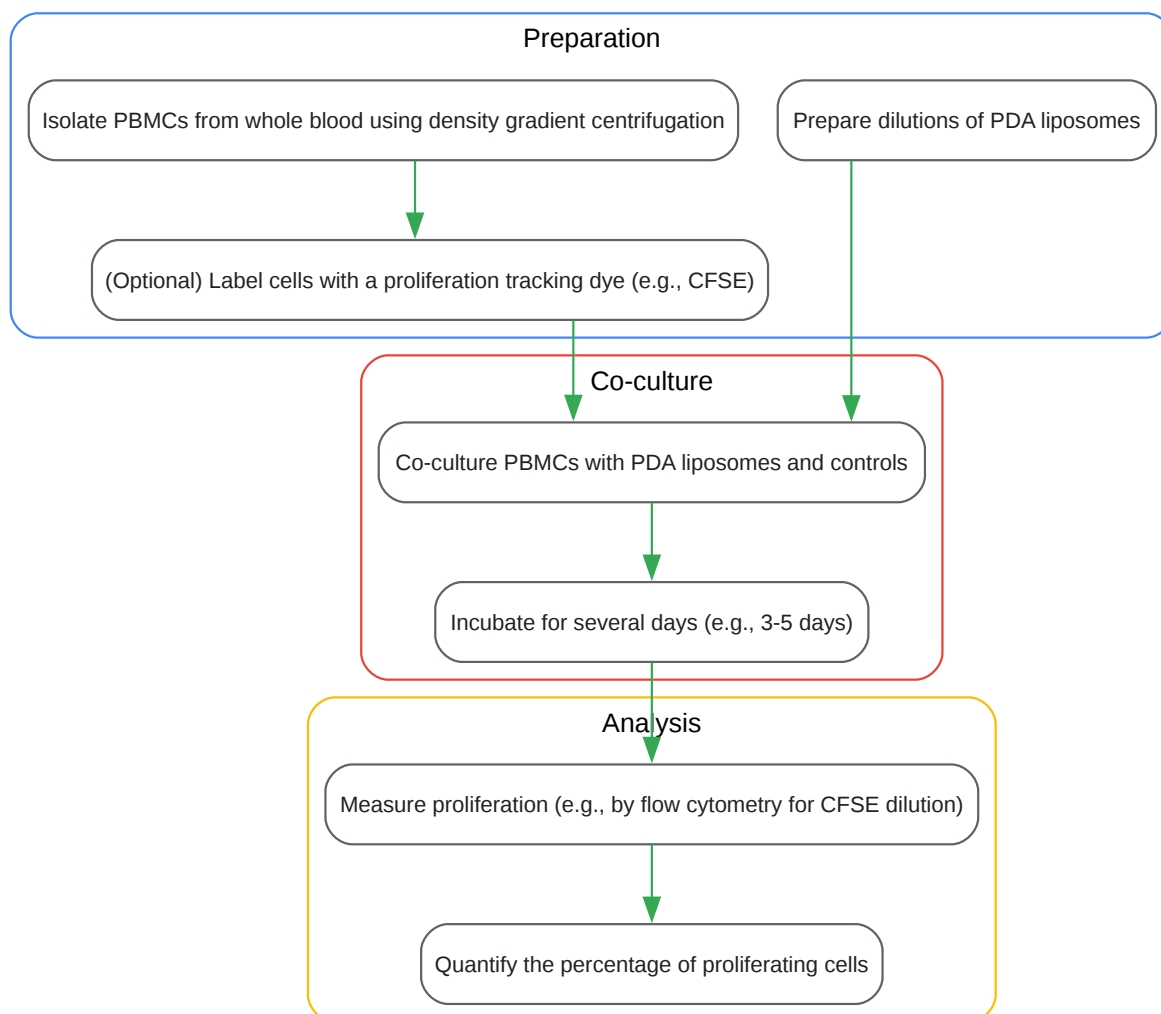 Preparation
Isolate PBMCs from whole blood using density gradient centrifugation
Prepare dilutions of PDA liposomes
(Optional) Label cells with a proliferation tracking dye (e.g., CFSE)
Co-culture
Co-culture PBMCs with PDA liposomes and controls
Incubate for several days (e.g., 3-5 days)
Analysis
Measure proliferation (e.g., by flow cytometry for CFSE dilution)
Quantify the percentage of proliferating cells